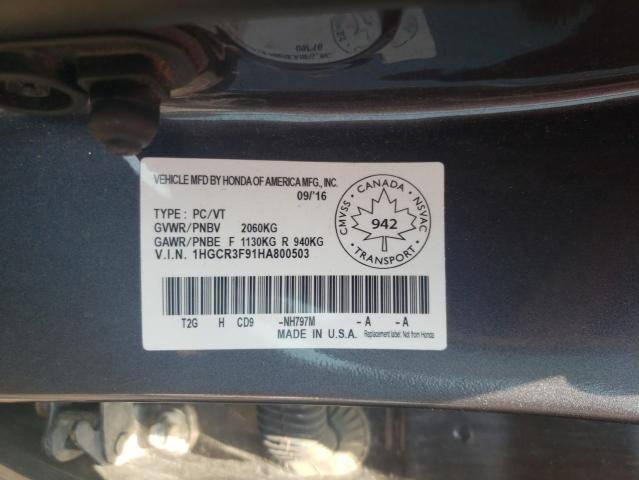 VEHICLE MFD BY HONDA OF AMERICA MFG., INC.
09/'16
TYPE : PC/VT
GVWR/PNBV 2060KG
GAWR/PNBE F 1130KG R 940KG
V.I.N. 1HGCR3F91HA800503
CMVSS • CANADA • NSVAC
942
TRANSPORT
T2G H CD9 -NH797M -A -A
MADE IN U.S.A. Replacement label. Not from Honda